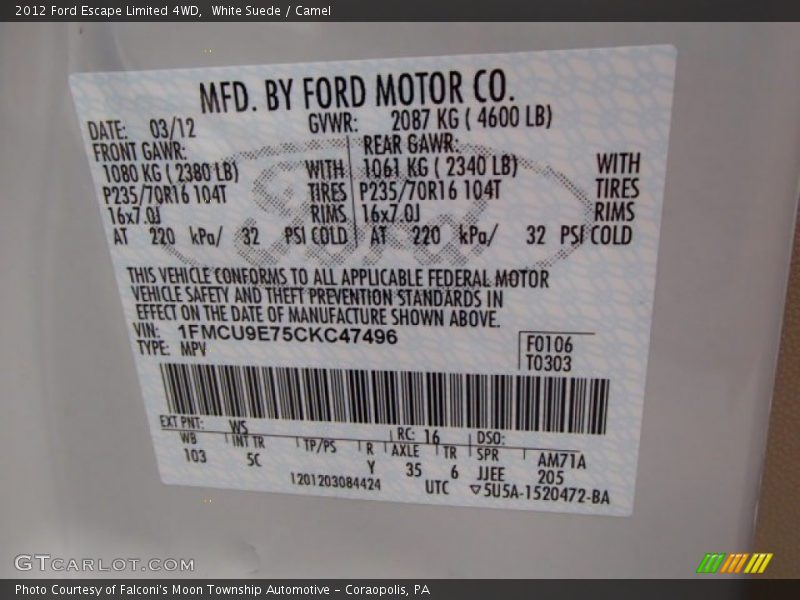 2012 Ford Escape Limited 4WD,  White Suede / Camel
MFD. BY FORD MOTOR CO.
DATE: 03/12 GVWR: 2087 KG ( 4600 LB)
FRONT GAWR: REAR GAWR:
1080 KG ( 2380 LB) WITH 1061 KG ( 2340 LB) WITH
P235/70R16 104T TIRES P235/70R16 104T TIRES
16x7.0J RIMS 16x7.0J RIMS
AT 220 kPa/ 32 PSI COLD AT 220 kPa/ 32 PSI COLD
THIS VEHICLE CONFORMS TO ALL APPLICABLE FEDERAL MOTOR
VEHICLE SAFETY AND THEFT PREVENTION STANDARDS IN
EFFECT ON THE DATE OF MANUFACTURE SHOWN ABOVE.
VIN: 1FMCU9E75CKC47496
TYPE: MPV
F0106
T0303
EXT PNT: WS RC: 16 DSO:
WB INT TR TP/PS R AXLE TR SPR AM71A
103 5C Y 35 6 JJEE 205
1201203084424 UTC ▽5U5A-1520472-BA
GTCARLOT.COM
Photo Courtesy of Falconi's Moon Township Automotive – Coraopolis, PA